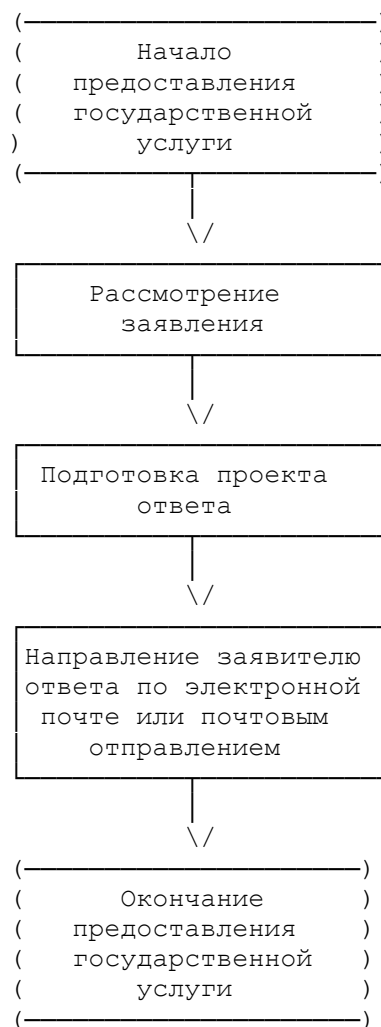 Начало
предоставления
государственной
услуги
Рассмотрение
заявления
Подготовка проекта
ответа
Направление заявителю
ответа по электронной
почте или почтовым
отправлением
Окончание
предоставления
государственной
услуги